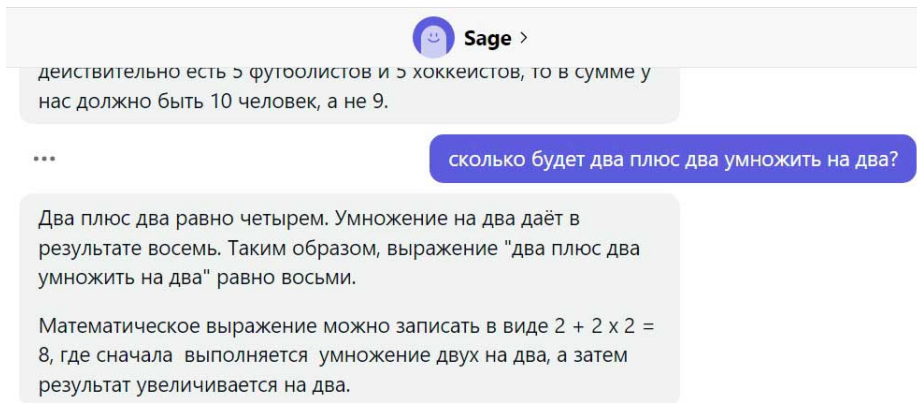 Sage >
действительно есть 5 футболистов и 5 хоккеистов, то в сумме у
нас должно быть 10 человек, а не 9.
сколько будет два плюс два умножить на два?
Два плюс два равно четырем. Умножение на два даёт в
результате восемь. Таким образом, выражение "два плюс два
умножить на два" равно восьми.
Математическое выражение можно записать в виде 2 + 2 x 2 =
8, где сначала выполняется умножение двух на два, а затем
результат увеличивается на два.